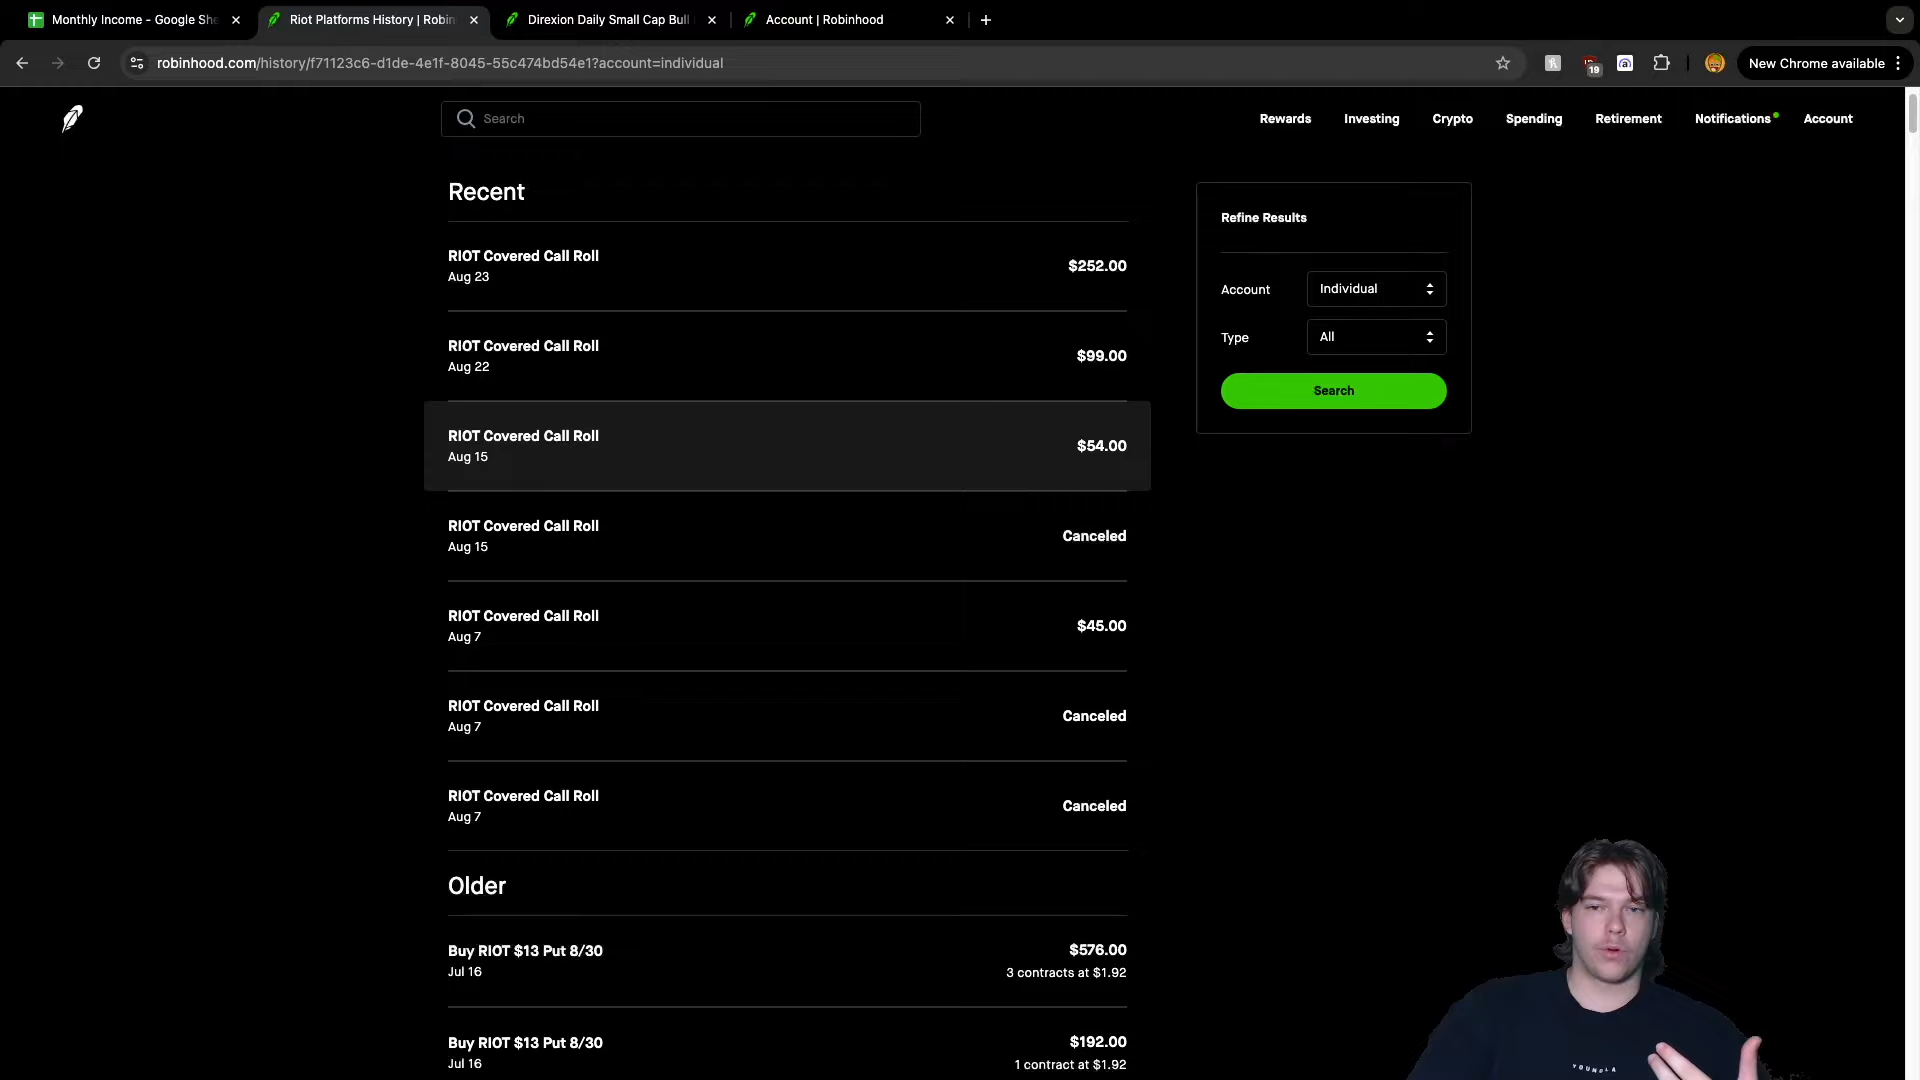 Monthly Income - Google She
Riot Platforms History | Robin
Direxion Daily Small Cap Bull
Account | Robinhood
robinhood.com/history/f71123c6-d1de-4e1f-8045-55c474bd54e1?account=individual
19
New Chrome available
Search
Rewards
Investing
Crypto
Spending
Retirement
Notifications
Account
Recent
RIOT Covered Call Roll
Aug 23
$252.00
RIOT Covered Call Roll
Aug 22
$99.00
RIOT Covered Call Roll
Aug 15
$54.00
RIOT Covered Call Roll
Aug 15
Canceled
RIOT Covered Call Roll
Aug 7
$45.00
RIOT Covered Call Roll
Aug 7
Canceled
RIOT Covered Call Roll
Aug 7
Canceled
Older
Buy RIOT $13 Put 8/30
Jul 16
$576.00
3 contracts at $1.92
Buy RIOT $13 Put 8/30
Jul 16
$192.00
1 contract at $1.92
Refine Results
Account
Individual
Type
All
Search
YOUNGLA